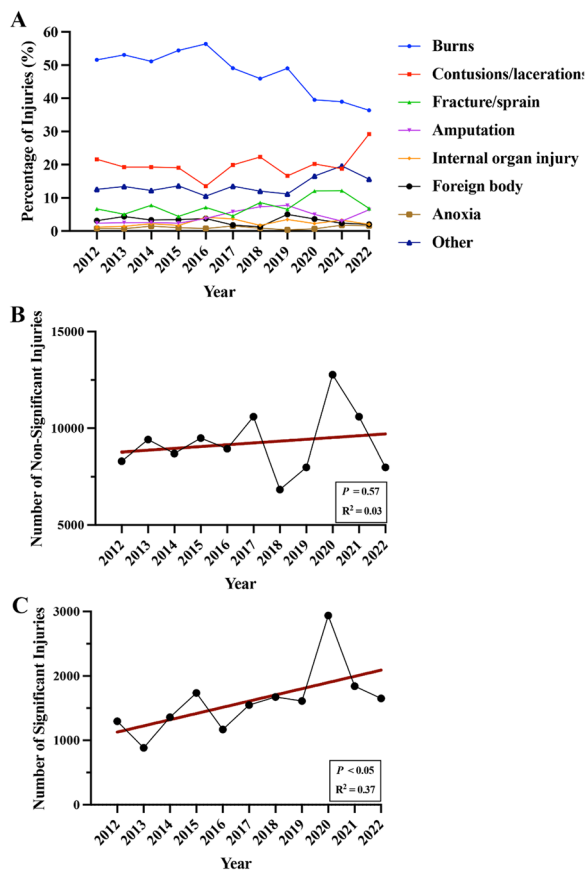 A
Percentage of Injuries (%)
60
50
40
30
20
10
0
2012
2013
2014
2015
2016
2017
2018
2019
2020
2021
2022
Year
Burns
Contusions/lacerations
Fracture/sprain
Amputation
Internal organ injury
Foreign body
Anoxia
Other
B
Number of Non-Significant Injuries
15000
10000
5000
P = 0.57
R² = 0.03
2012
2013
2014
2015
2016
2017
2018
2019
2020
2021
2022
Year
C
Number of Significant Injuries
3000
2000
1000
0
P < 0.05
R² = 0.37
2012
2013
2014
2015
2016
2017
2018
2019
2020
2021
2022
Year